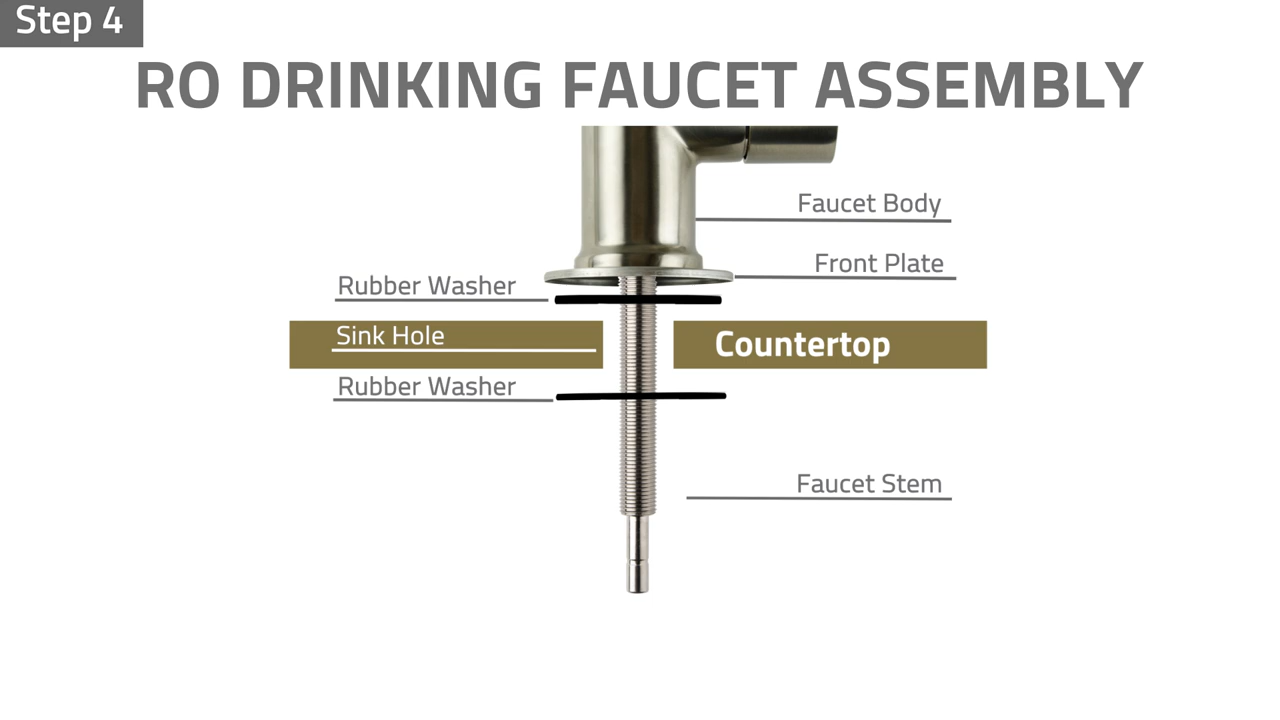 Step 4
RO DRINKING FAUCET ASSEMBLY
Faucet Body
Front Plate
Rubber Washer
Sink Hole
Countertop
Rubber Washer
Faucet Stem